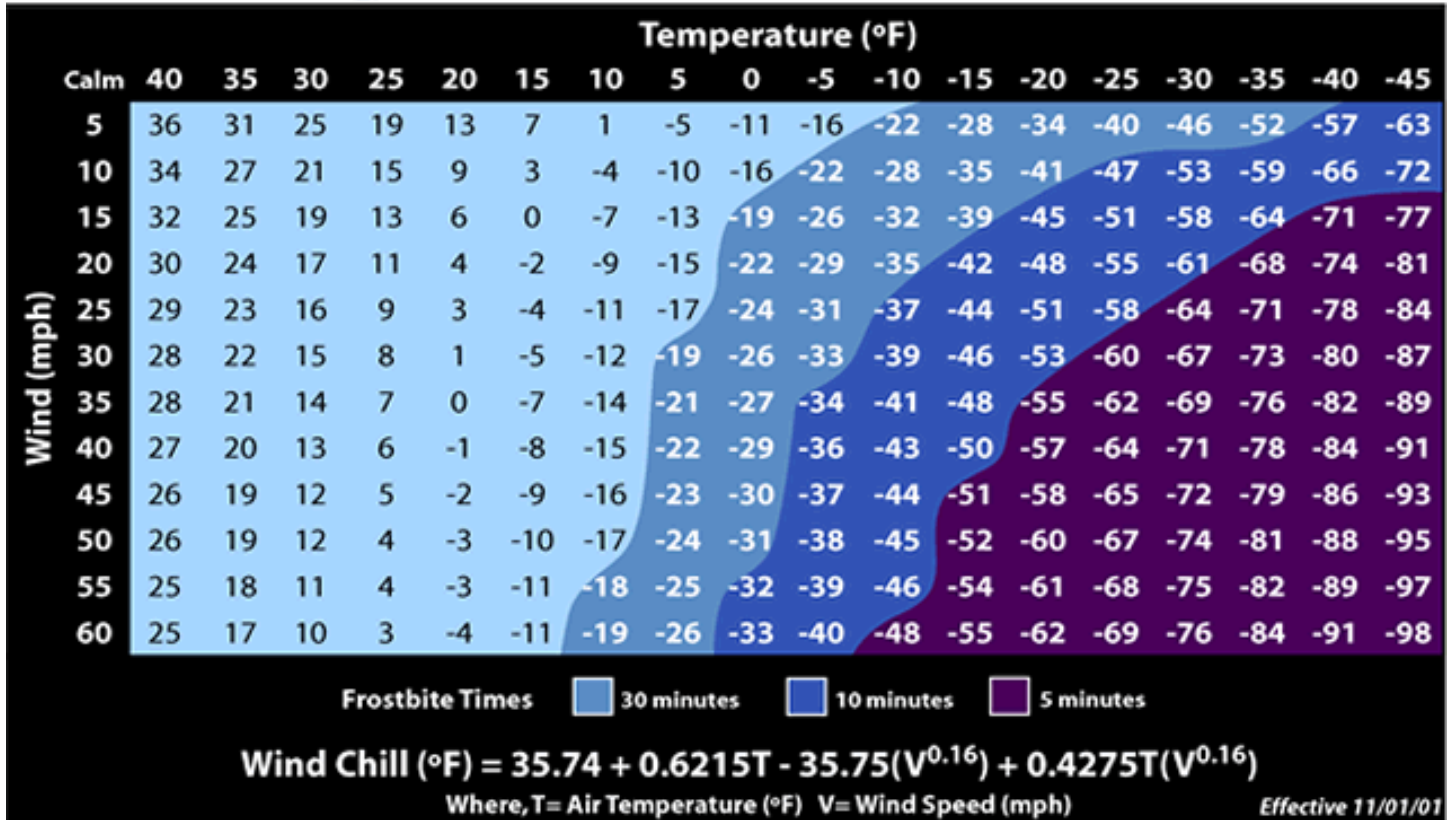 Temperature (ºF)
Calm 40 35 30 25 20 15 10 5 0 -5 -10 -15 -20 -25 -30 -35 -40 -45
Wind (mph)
5 36 31 25 19 13 7 1 -5 -11 -16 -22 -28 -34 -40 -46 -52 -57 -63
10 34 27 21 15 9 3 -4 -10 -16 -22 -28 -35 -41 -47 -53 -59 -66 -72
15 32 25 19 13 6 0 -7 -13 -19 -26 -32 -39 -45 -51 -58 -64 -71 -77
20 30 24 17 11 4 -2 -9 -15 -22 -29 -35 -42 -48 -55 -61 -68 -74 -81
25 29 23 16 9 3 -4 -11 -17 -24 -31 -37 -44 -51 -58 -64 -71 -78 -84
30 28 22 15 8 1 -5 -12 -19 -26 -33 -39 -46 -53 -60 -67 -73 -80 -87
35 28 21 14 7 0 -7 -14 -21 -27 -34 -41 -48 -55 -62 -69 -76 -82 -89
40 27 20 13 6 -1 -8 -15 -22 -29 -36 -43 -50 -57 -64 -71 -78 -84 -91
45 26 19 12 5 -2 -9 -16 -23 -30 -37 -44 -51 -58 -65 -72 -79 -86 -93
50 26 19 12 4 -3 -10 -17 -24 -31 -38 -45 -52 -60 -67 -74 -81 -88 -95
55 25 18 11 4 -3 -11 -18 -25 -32 -39 -46 -54 -61 -68 -75 -82 -89 -97
60 25 17 10 3 -4 -11 -19 -26 -33 -40 -48 -55 -62 -69 -76 -84 -91 -98
Frostbite Times 30 minutes 10 minutes 5 minutes
Wind Chill (ºF) = 35.74 + 0.6215T - 35.75(V^0.16) + 0.4275T(V^0.16)
Where, T= Air Temperature (ºF) V= Wind Speed (mph) Effective 11/01/01